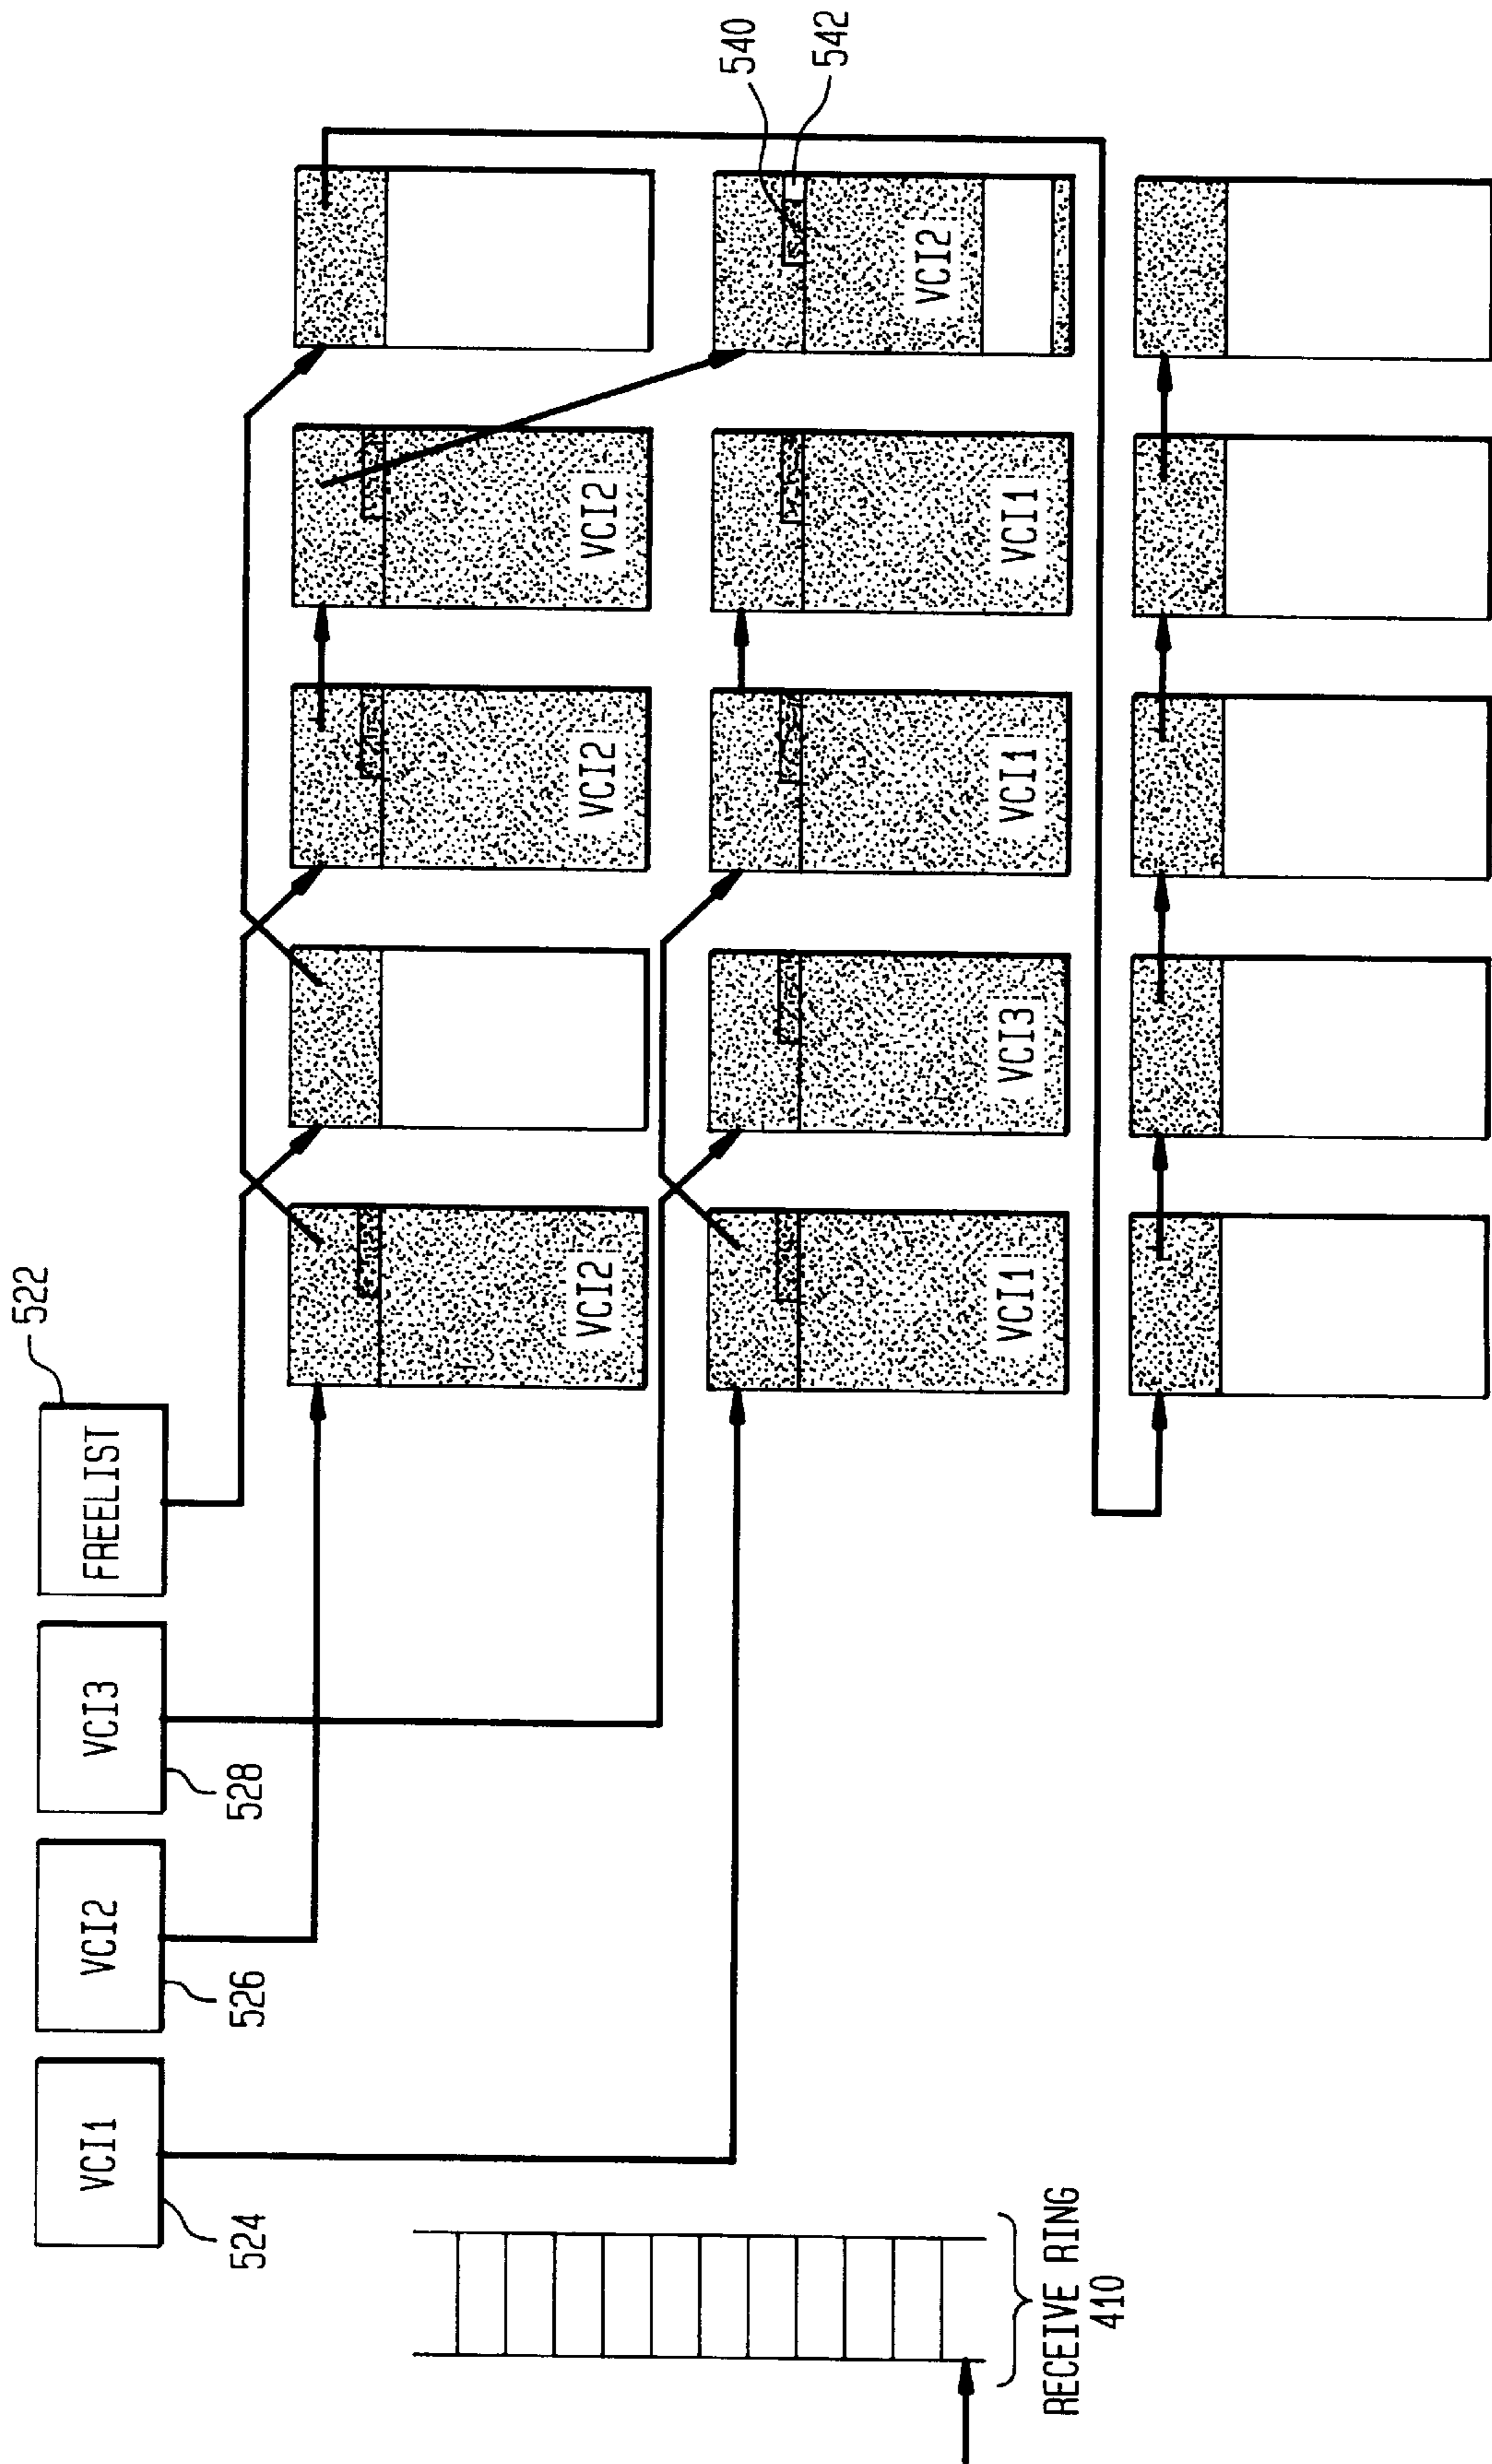 VCI1
524
VCI2
526
VCI3
528
FREELIST
522
VCI2
VCI2
VCI2
VCI1
VCI3
VCI1
VCI1
VCI2
540
542
RECEIVE RING
410